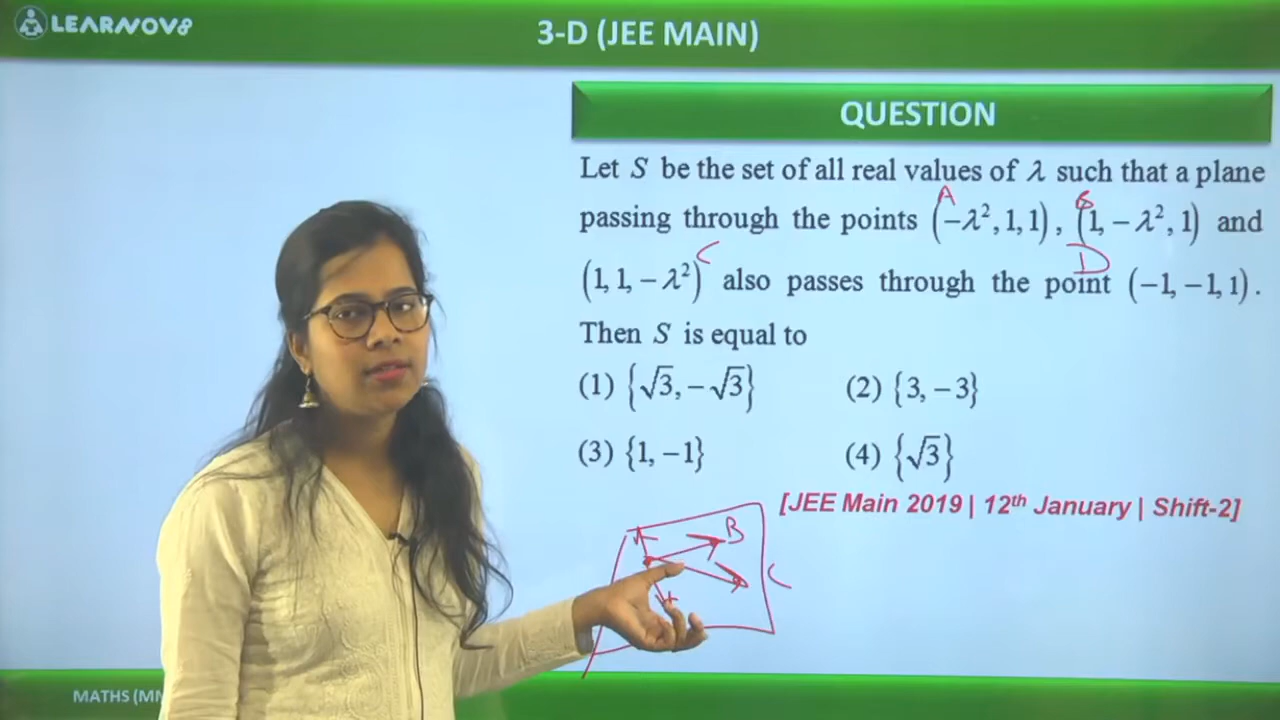 LEARNOV8
3-D (JEE MAIN)
QUESTION
Let S be the set of all real values of λ such that a plane
A B
passing through the points (−λ², 1, 1), (1, −λ², 1) and
C D
(1, 1, −λ²) also passes through the point (−1, −1, 1).
Then S is equal to
(1) {√3, −√3} (2) {3, −3}
(3) {1, −1} (4) {√3}
[JEE Main 2019 | 12th January | Shift-2]
B
C
MATHS